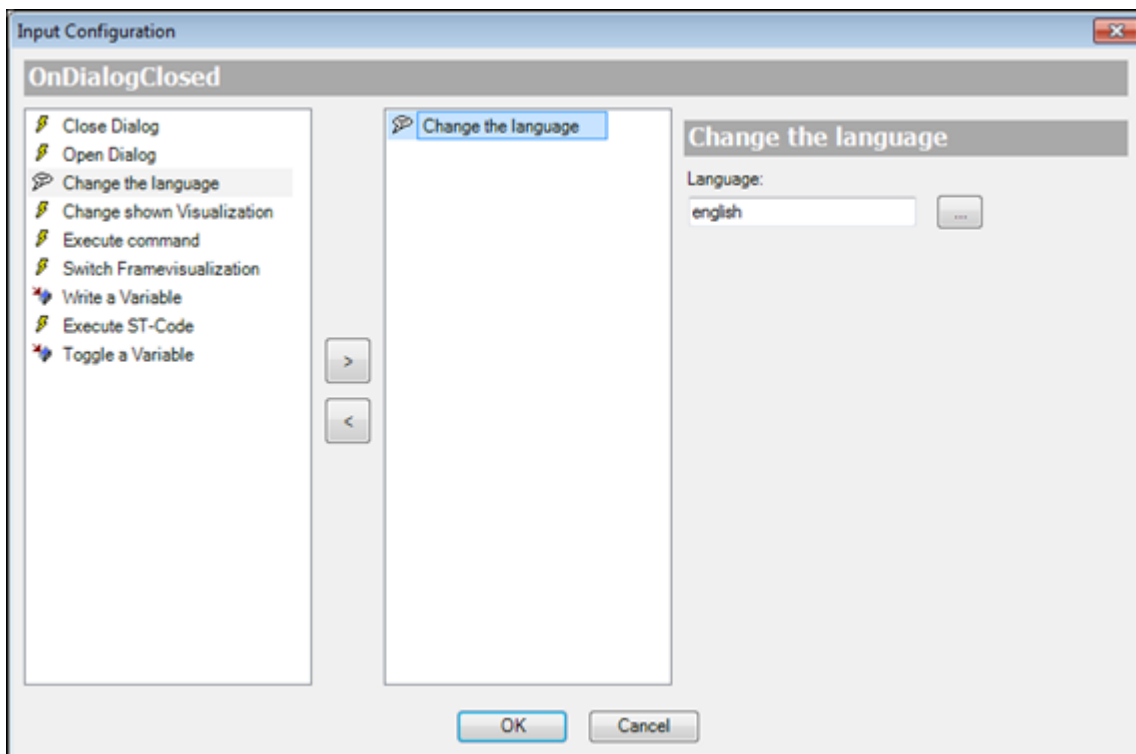 Input Configuration
OnDialogClosed
Close Dialog
Open Dialog
Change the language
Change shown Visualization
Execute command
Switch Framevisualization
Write a Variable
Execute ST-Code
Toggle a Variable
>
<
Change the language
Change the language
Language:
english
...
OK
Cancel